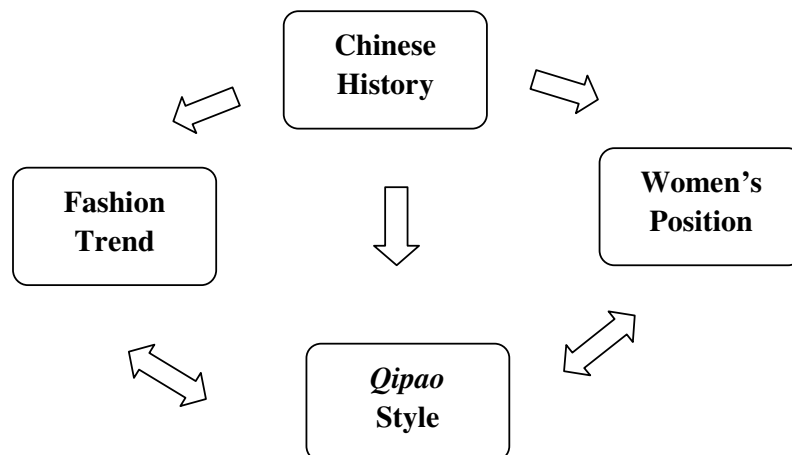 Chinese
History
Fashion
Trend
Women’s
Position
Qipao
Style